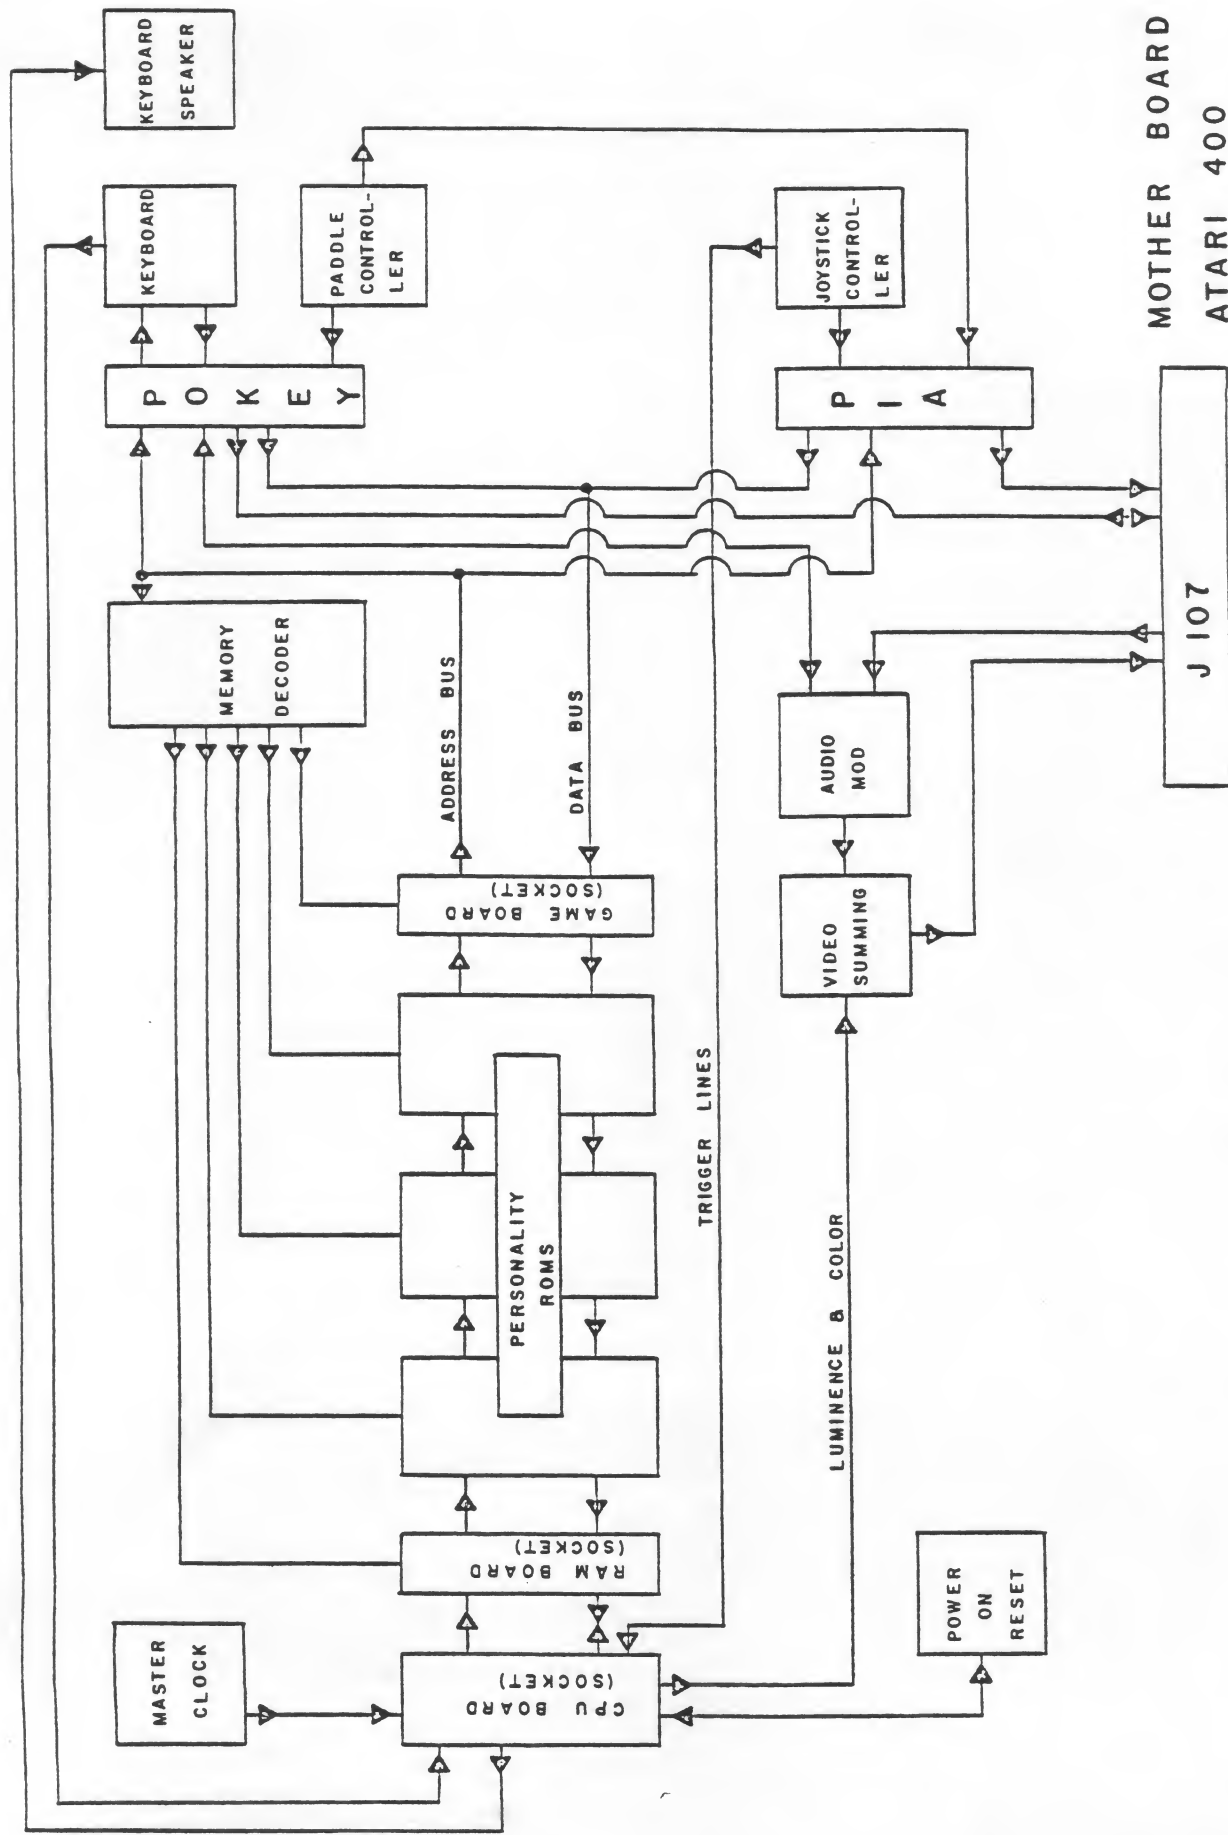 KEYBOARD
SPEAKER
KEYBOARD
PADDLE
CONTROL-
LER
JOYSTICK
CONTROL-
LER
POKEY
PIA
MEMORY
DECODER
ADDRESS BUS
DATA BUS
GAME BOARD
(SOCKET)
AUDIO
MOD
VIDEO
SUMMING
J 107
PERSONALITY
ROMS
TRIGGER LINES
LUMINENCE & COLOR
RAM BOARD
(SOCKET)
MASTER
CLOCK
CPU BOARD
(SOCKET)
POWER
ON
RESET
MOTHER BOARD
ATARI 400